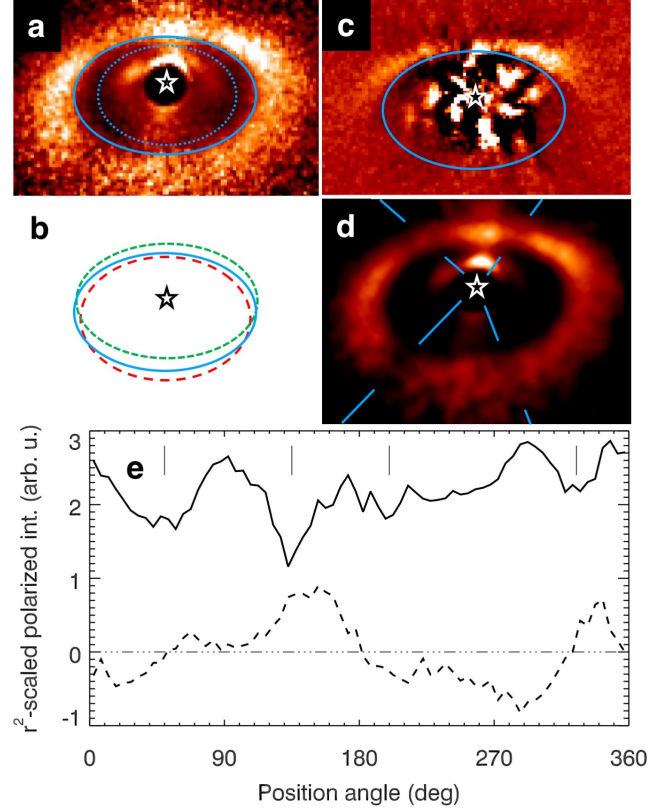 a
c
b
d
e
r²-scaled polarized int. (arb. u.)
3
2
1
0
-1
0 90 180 270 360
Position angle (deg)